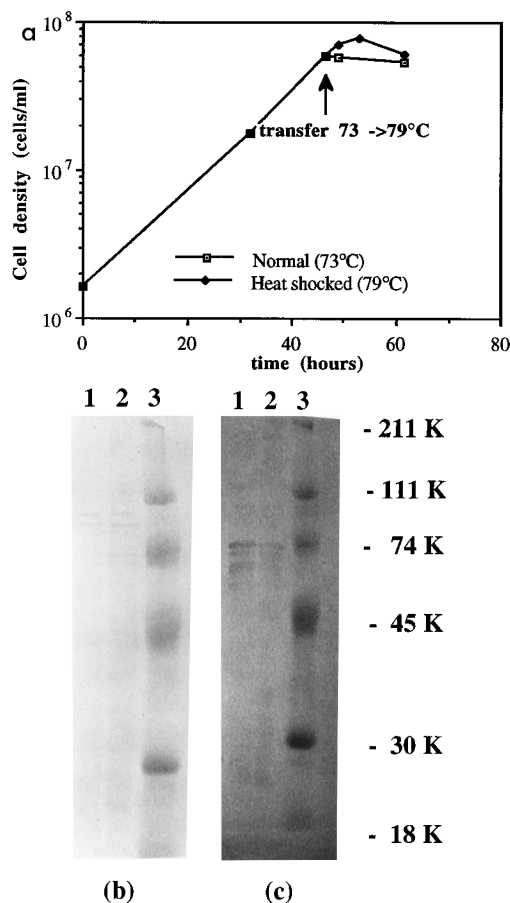 a
10⁸
10⁷
10⁶
Cell density (cells/ml)
transfer 73 ->79°C
Normal (73°C)
Heat shocked (79°C)
0 20 40 60 80
time (hours)
1 2 3 1 2 3
- 211 K
- 111 K
- 74 K
- 45 K
- 30 K
- 18 K
(b) (c)